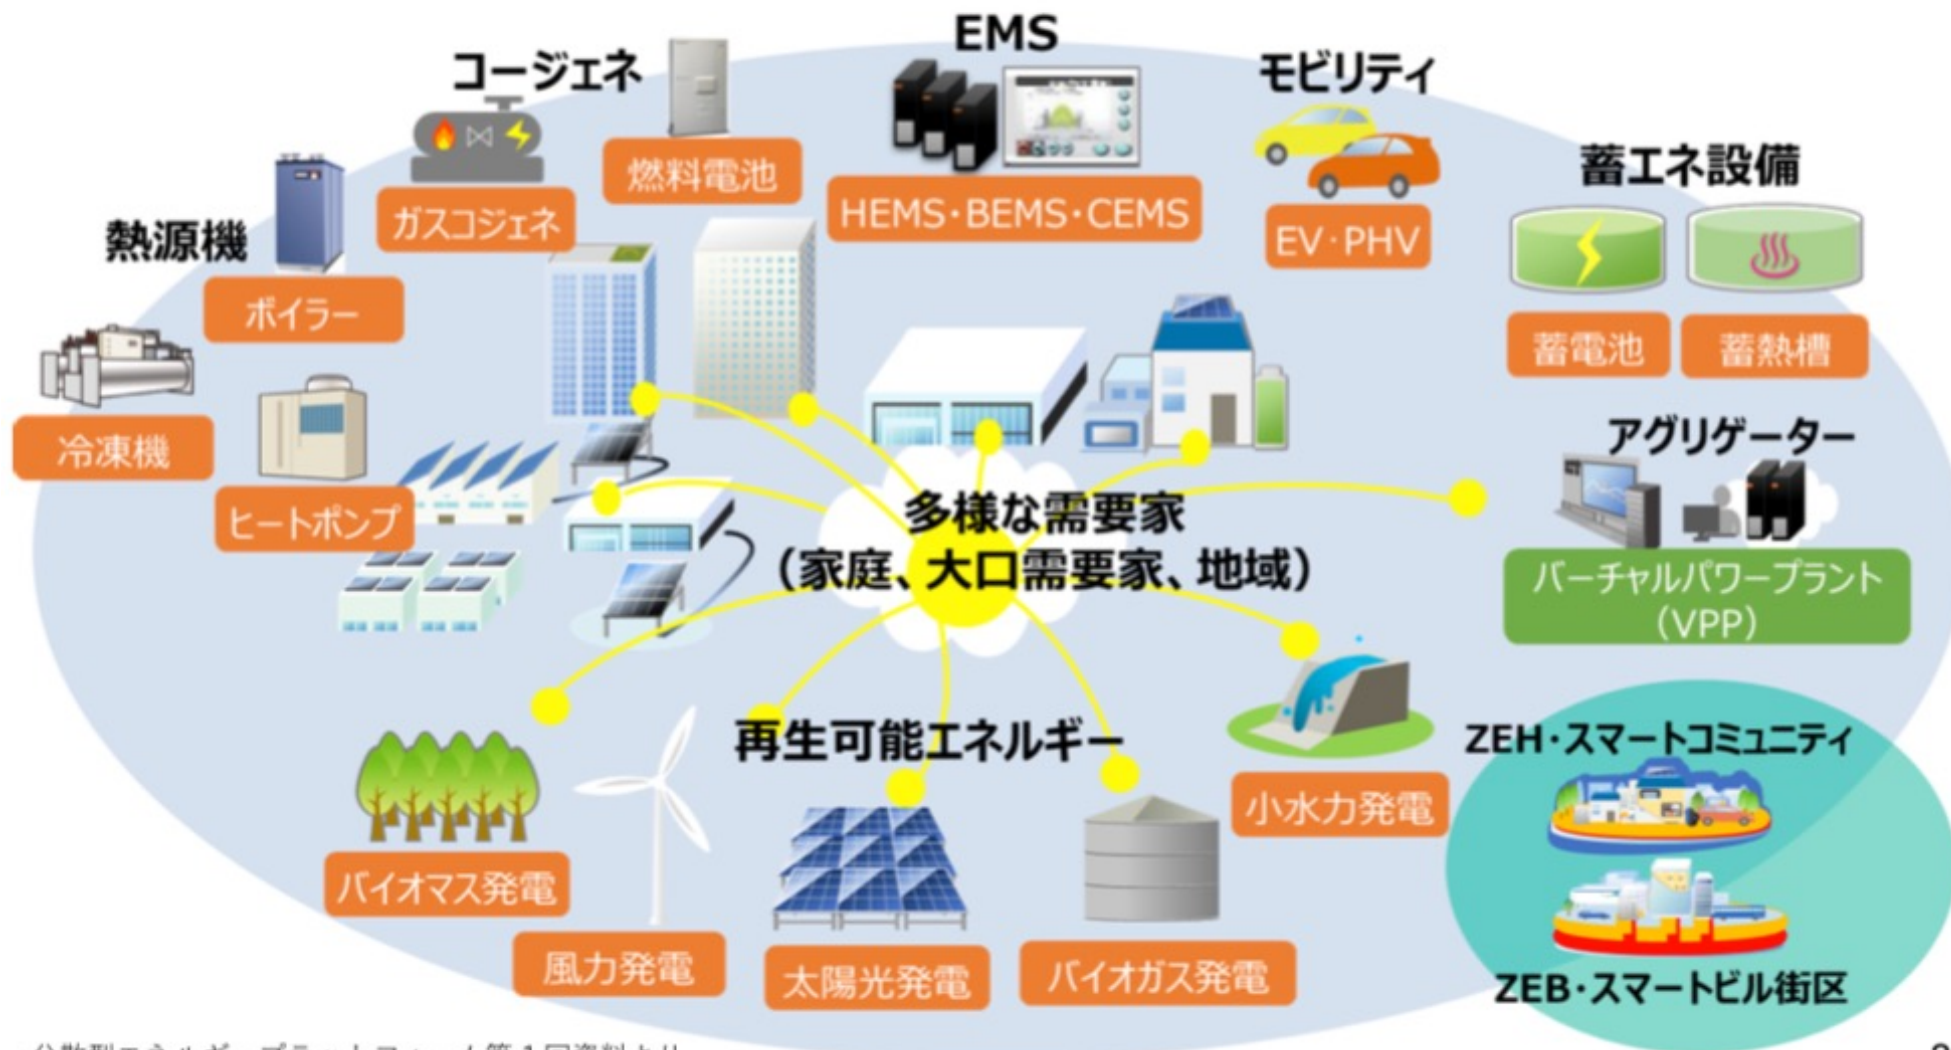 EMS
コージェネ
モビリティ
燃料電池
蓄エネ設備
ガスコジェネ
HEMS・BEMS・CEMS
EV・PHV
熱源機
ボイラー
蓄電池
蓄熱槽
冷凍機
アグリゲーター
ヒートポンプ
多様な需要家
（家庭、大口需要家、地域）
バーチャルパワープラント
（VPP）
再生可能エネルギー
ZEH・スマートコミュニティ
小水力発電
バイオマス発電
風力発電
太陽光発電
バイオガス発電
ZEB・スマートビル街区